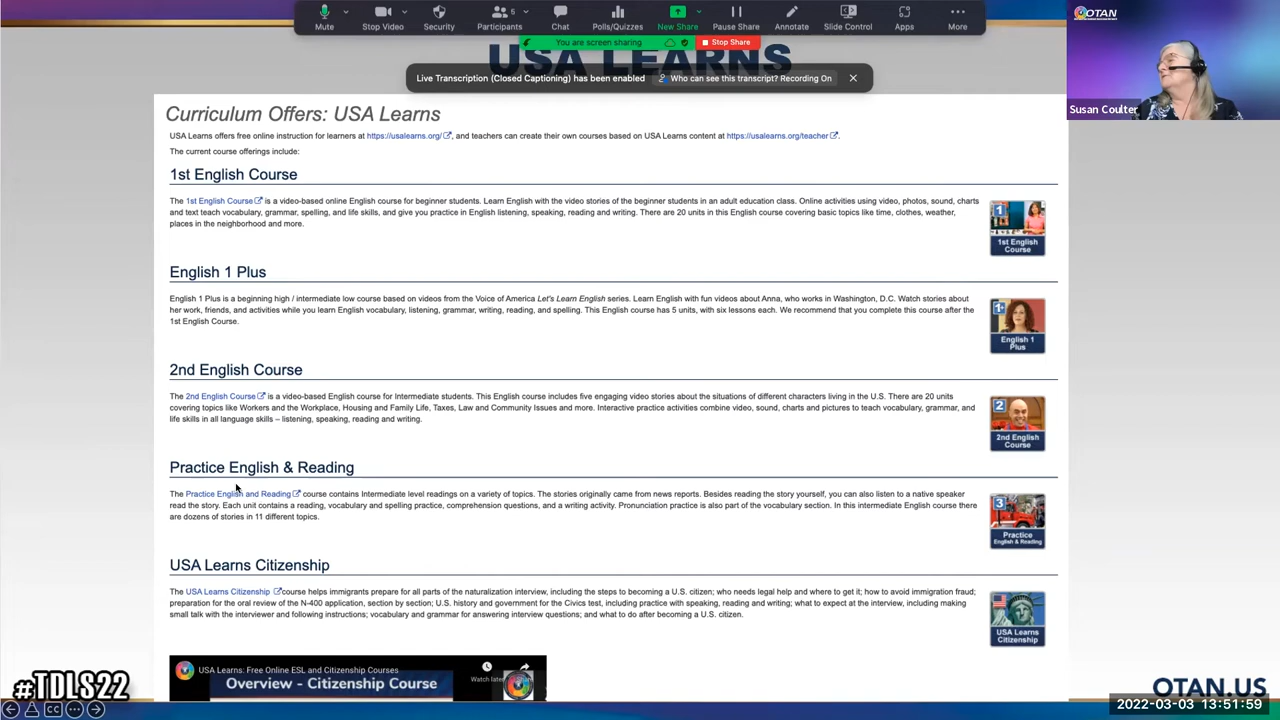 Mute
Stop Video
Security
Participants
5
Chat
Polls/Quizzes
New Share
Pause Share
Annotate
Slide Control
Apps
More
You are screen sharing
Stop Share
OTAN
USA LEARNS
Live Transcription (Closed Captioning) has been enabled
Who can see this transcript? Recording On
Susan Coulter
Curriculum Offers: USA Learns
USA Learns offers free online instruction for learners at https://usalearns.org/, and teachers can create their own courses based on USA Learns content at https://usalearns.org/teacher.
The current course offerings include:
1st English Course
The 1st English Course is a video-based online English course for beginner students. Learn English with the video stories of the beginner students in an adult education class. Online activities using video, photos, sound, charts
and text teach vocabulary, grammar, spelling, and life skills, and give you practice in English listening, speaking, reading and writing. There are 20 units in this English course covering basic topics like time, clothes, weather,
places in the neighborhood and more.
1
1st English
Course
English 1 Plus
English 1 Plus is a beginning high / intermediate low course based on videos from the Voice of America Let's Learn English series. Learn English with fun videos about Anna, who works in Washington, D.C. Watch stories about
her work, friends, and activities while you learn English vocabulary, listening, grammar, writing, reading, and spelling. This English course has 5 units, with six lessons each. We recommend that you complete this course after the
1st English Course.
1+
English 1
Plus
2nd English Course
The 2nd English Course is a video-based English course for Intermediate students. This English course includes five engaging video stories about the situations of different characters living in the U.S. There are 20 units
covering topics like Workers and the Workplace, Housing and Family Life, Taxes, Law and Community Issues and more. Interactive practice activities combine video, sound, charts and pictures to teach vocabulary, grammar, and
life skills in all language skills – listening, speaking, reading and writing.
2
2nd English
Course
Practice English & Reading
The Practice English and Reading course contains Intermediate level readings on a variety of topics. The stories originally came from news reports. Besides reading the story yourself, you can also listen to a native speaker
read the story. Each unit contains a reading, vocabulary and spelling practice, comprehension questions, and a writing activity. Pronunciation practice is also part of the vocabulary section. In this intermediate English course there
are dozens of stories in 11 different topics.
3
Practice
English & Reading
USA Learns Citizenship
The USA Learns Citizenship course helps immigrants prepare for all parts of the naturalization interview, including the steps to becoming a U.S. citizen; who needs legal help and where to get it; how to avoid immigration fraud;
preparation for the oral review of the N-400 application, section by section; U.S. history and government for the Civics test, including practice with speaking, reading and writing; what to expect at the interview, including making
small talk with the interviewer and following instructions; vocabulary and grammar for answering interview questions; and what to do after becoming a U.S. citizen.
USA Learns
Citizenship
USA Learns: Free Online ESL and Citizenship Courses
Watch later
Overview - Citizenship Course
#TDLS22
CC
OTAN.US
2022-03-03 13:51:59